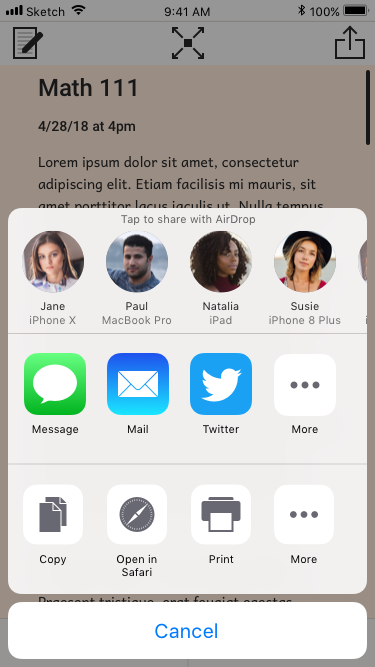 Sketch
9:41 AM
100%
Math 111
4/28/18 at 4pm
Lorem ipsum dolor sit amet, consectetur
adipiscing elit. Etiam facilisis mi mauris, sit
amet porttitor lacus iaculis ut. Nulla tempus
Tap to share with AirDrop
Jane
iPhone X
Paul
MacBook Pro
Natalia
iPad
Susie
iPhone 8 Plus
Message
Mail
Twitter
More
Copy
Open in
Safari
Print
More
Praesent tristique, erat feugiat egestas
Cancel